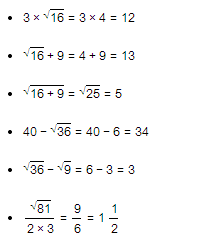 • 3 × √16 = 3 × 4 = 12
• √16 + 9 = 4 + 9 = 13
• √(16 + 9) = √25 = 5
• 40 − √36 = 40 − 6 = 34
• √36 − √9 = 6 − 3 = 3
• √81 / (2 × 3) = 9/6 = 1 1/2